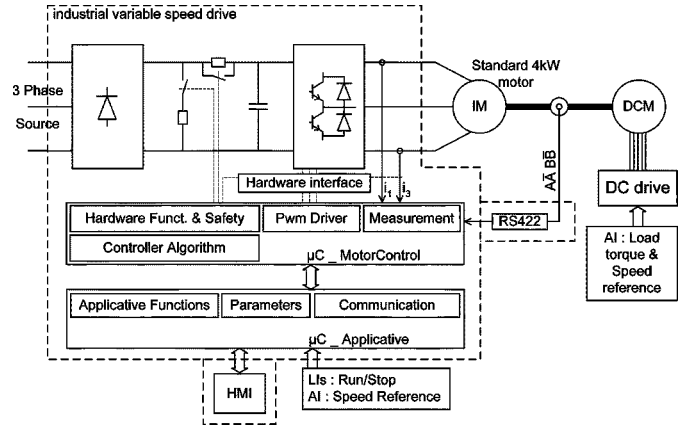 industrial variable speed drive
3 Phase
Source
Standard 4kW
motor
IM
DCM
AA̅ BB̅
i1
i3
Hardware interface
DC drive
Hardware Funct. & Safety
Pwm Driver
Measurement
RS422
Controller Algorithm
µC _ MotorControl
AI : Load
torque &
Speed
reference
Applicative Functions
Parameters
Communication
µC _ Applicative
HMI
LIs : Run/Stop
AI : Speed Reference